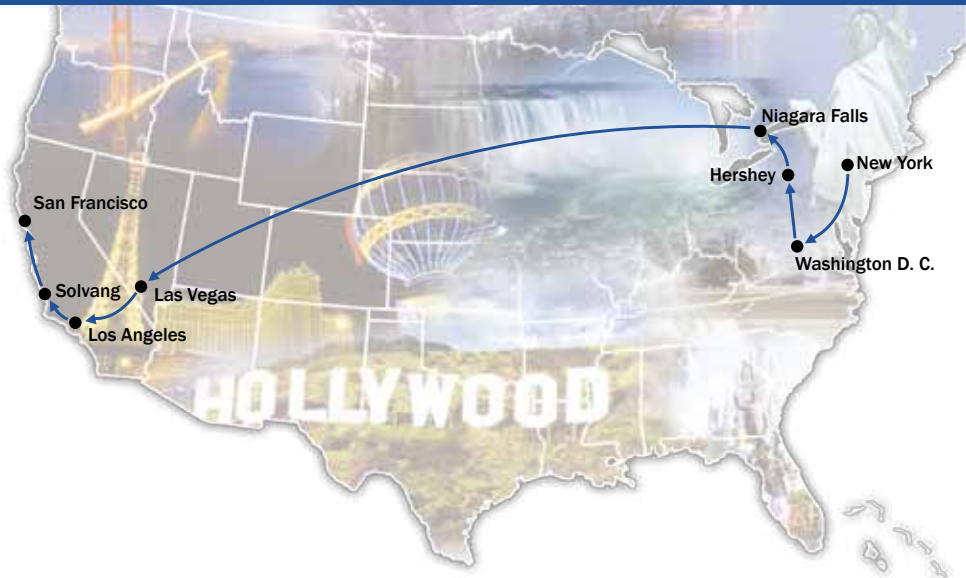 Niagara Falls
New York
Hershey
San Francisco
Washington D. C.
Solvang
Las Vegas
Los Angeles
HOLLYWOOD